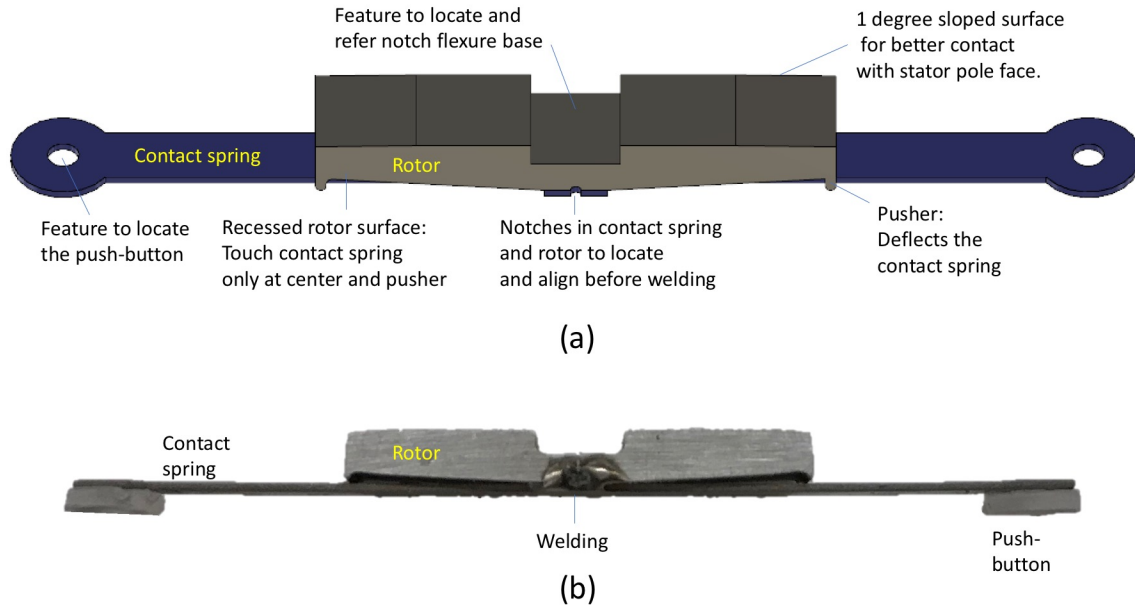 Feature to locate and
refer notch flexure base
1 degree sloped surface
for better contact
with stator pole face.
Contact spring
Rotor
Feature to locate
the push-button
Recessed rotor surface:
Touch contact spring
only at center and pusher
Notches in contact spring
and rotor to locate
and align before welding
Pusher:
Deflects the
contact spring
(a)
Contact
spring
Rotor
Welding
Push-
button
(b)